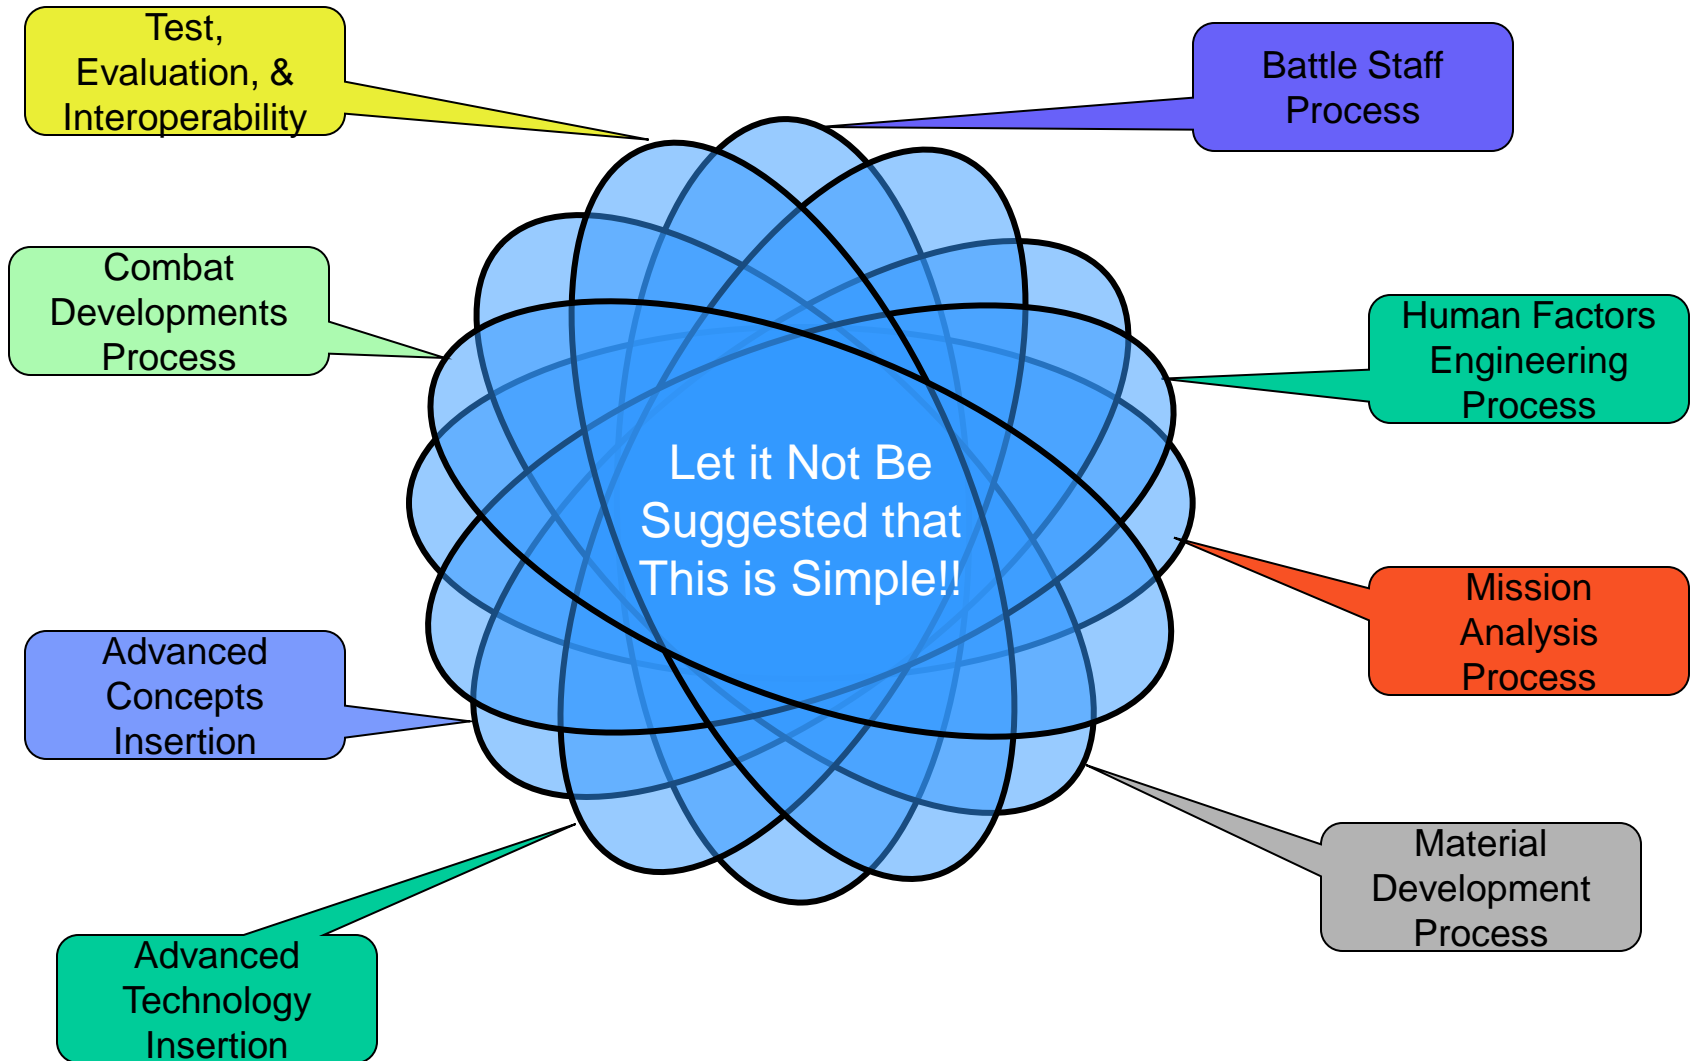 Test,
Evaluation, &
Interoperability
Battle Staff
Process
Combat
Developments
Process
Human Factors
Engineering
Process
Let it Not Be
Suggested that
This is Simple!!
Mission
Analysis
Process
Advanced
Concepts
Insertion
Material
Development
Process
Advanced
Technology
Insertion